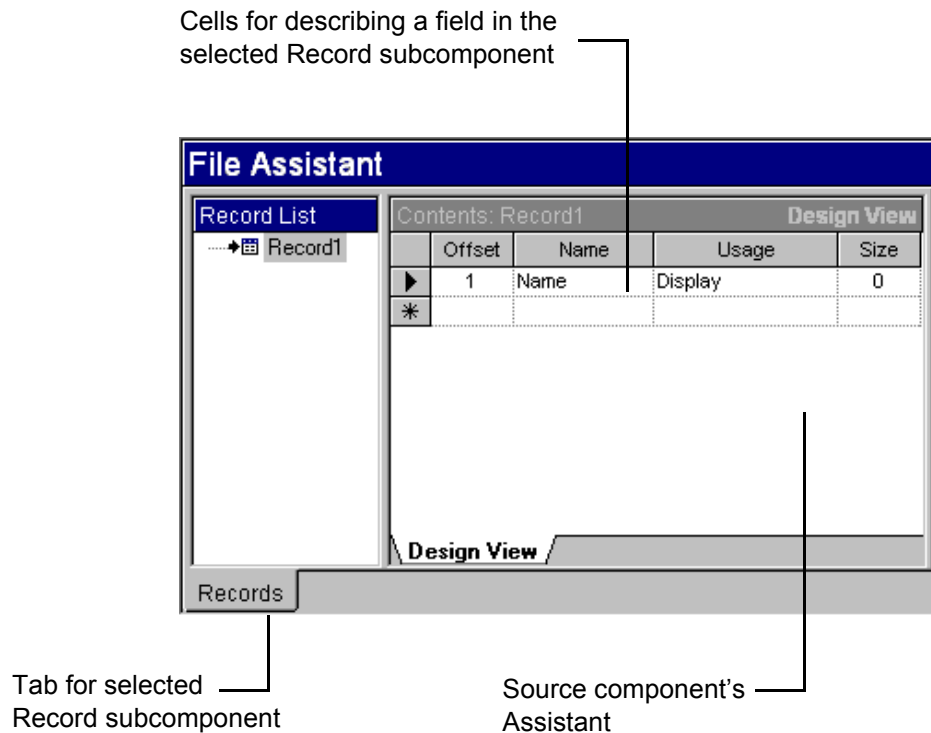 Cells for describing a field in the
selected Record subcomponent
File Assistant
Record List
Record1
Contents: Record1 Design View
Offset Name Usage Size
1 Name Display 0
Design View
Records
Tab for selected
Record subcomponent
Source component’s
Assistant